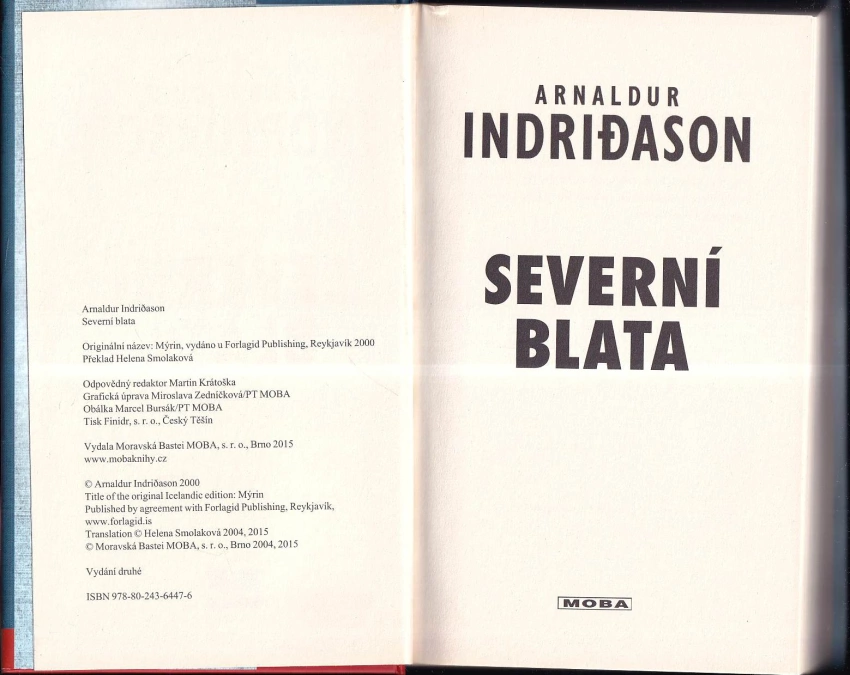 Arnaldur Indriðason
Severní blata
Originální název: Mýrin, vydáno u Forlagid Publishing, Reykjavík 2000
Překlad Helena Smolaková
Odpovědný redaktor Martin Krátoška
Grafická úprava Miroslava Zedníčková/PT MOBA
Obálka Marcel Bursák/PT MOBA
Tisk Finidr, s. r. o., Český Těšín
Vydala Moravská Bastei MOBA, s. r. o., Brno 2015
www.mobaknihy.cz
© Arnaldur Indriðason 2000
Title of the original Icelandic edition: Mýrin
Published by agreement with Forlagid Publishing, Reykjavík,
www.forlagid.is
Translation © Helena Smolaková 2004, 2015
© Moravská Bastei MOBA, s. r. o., Brno 2004, 2015
Vydání druhé
ISBN 978-80-243-6447-6
ARNALDUR
INDRIÐASON
SEVERNÍ
BLATA
MOBA